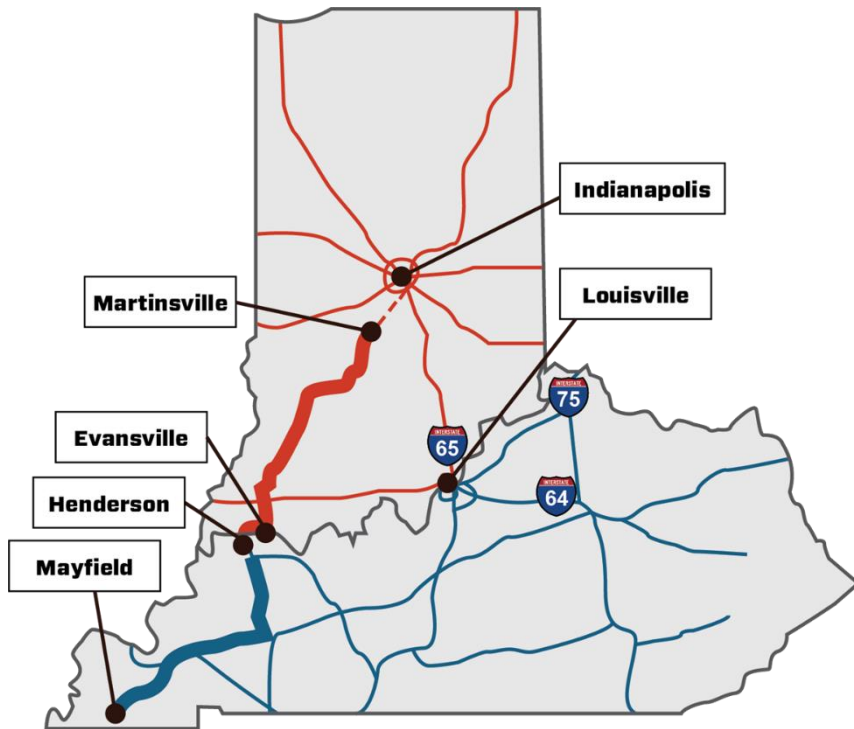 Indianapolis
Martinsville
Louisville
INTERSTATE
75
Evansville
INTERSTATE
65
Henderson
INTERSTATE
64
Mayfield